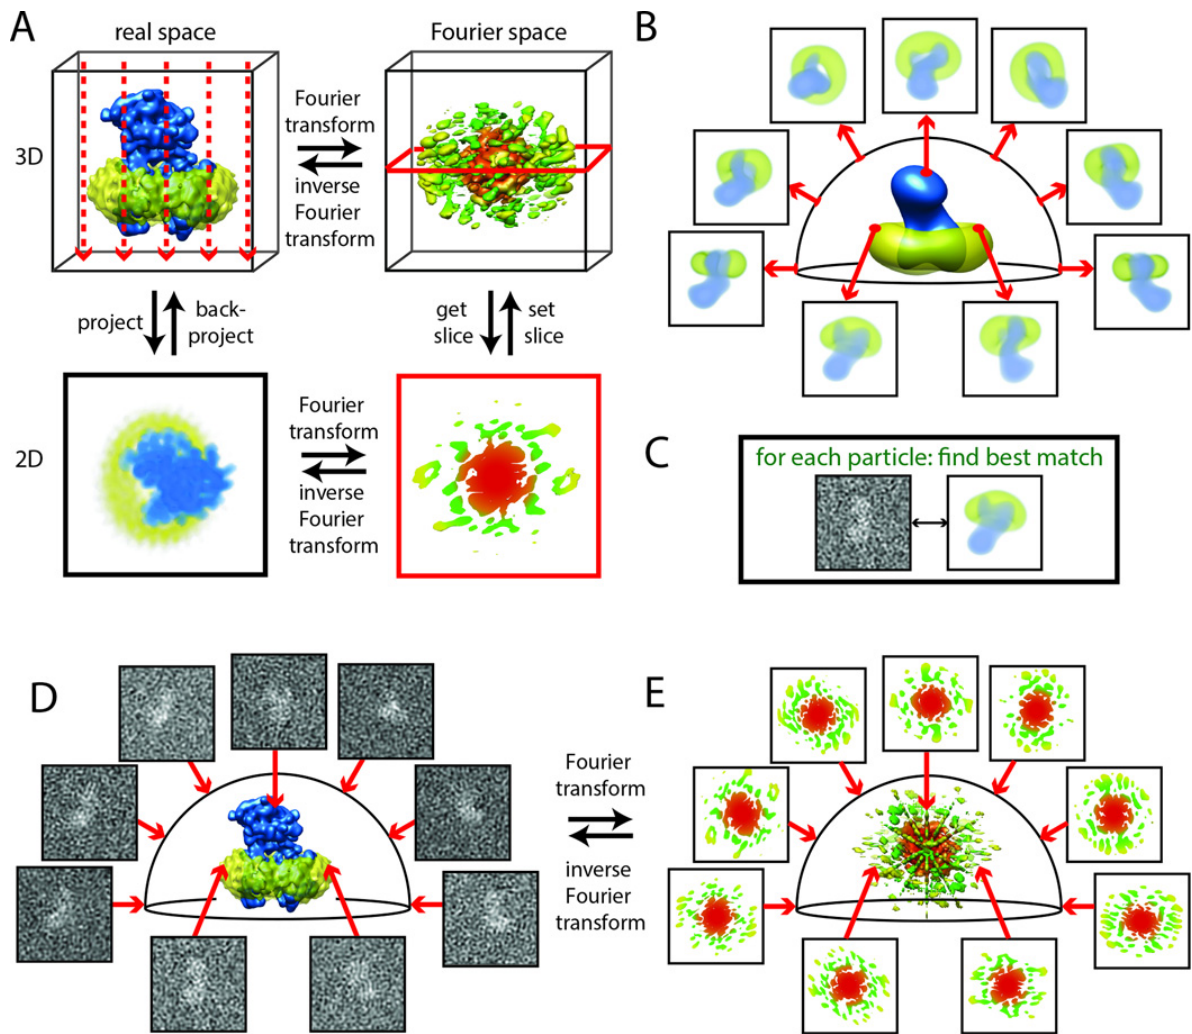 A
real space
Fourier space
3D
Fourier
transform
inverse
Fourier
transform
project
back-
project
get
slice
set
slice
2D
Fourier
transform
inverse
Fourier
transform
B
C
for each particle: find best match
D
Fourier
transform
inverse
Fourier
transform
E